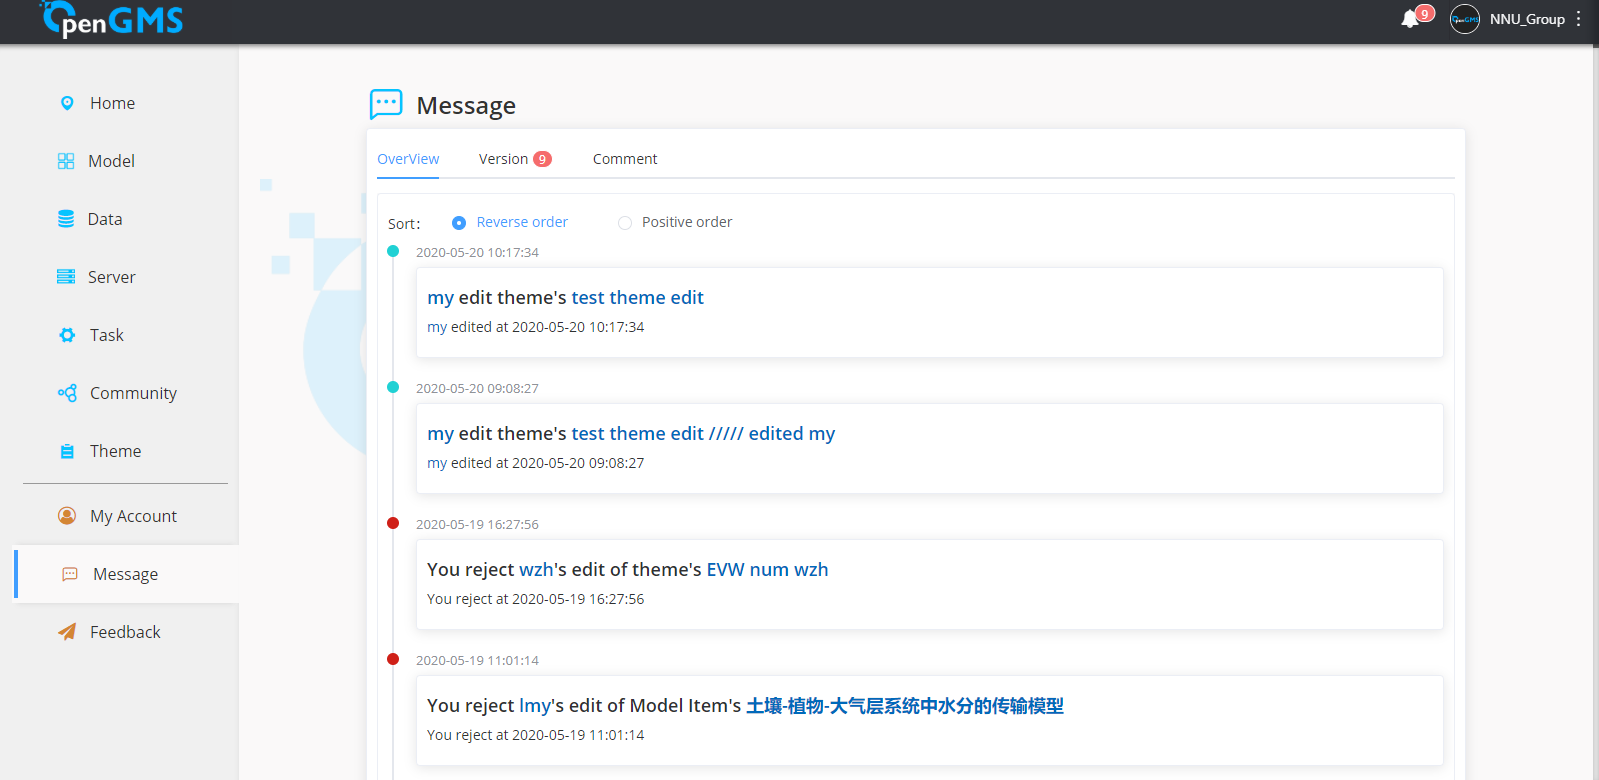 OpenGMS
9
OpenGMS
NNU_Group
Home
Model
Data
Server
Task
Community
Theme
My Account
Message
Feedback
Message
OverView
Version 9
Comment
Sort:
Reverse order
Positive order
2020-05-20 10:17:34
my edit theme's test theme edit
my edited at 2020-05-20 10:17:34
2020-05-20 09:08:27
my edit theme's test theme edit ///// edited my
my edited at 2020-05-20 09:08:27
2020-05-19 16:27:56
You reject wzh's edit of theme's EVW num wzh
You reject at 2020-05-19 16:27:56
2020-05-19 11:01:14
You reject lmy's edit of Model Item's 土壤-植物-大气层系统中水分的传输模型
You reject at 2020-05-19 11:01:14